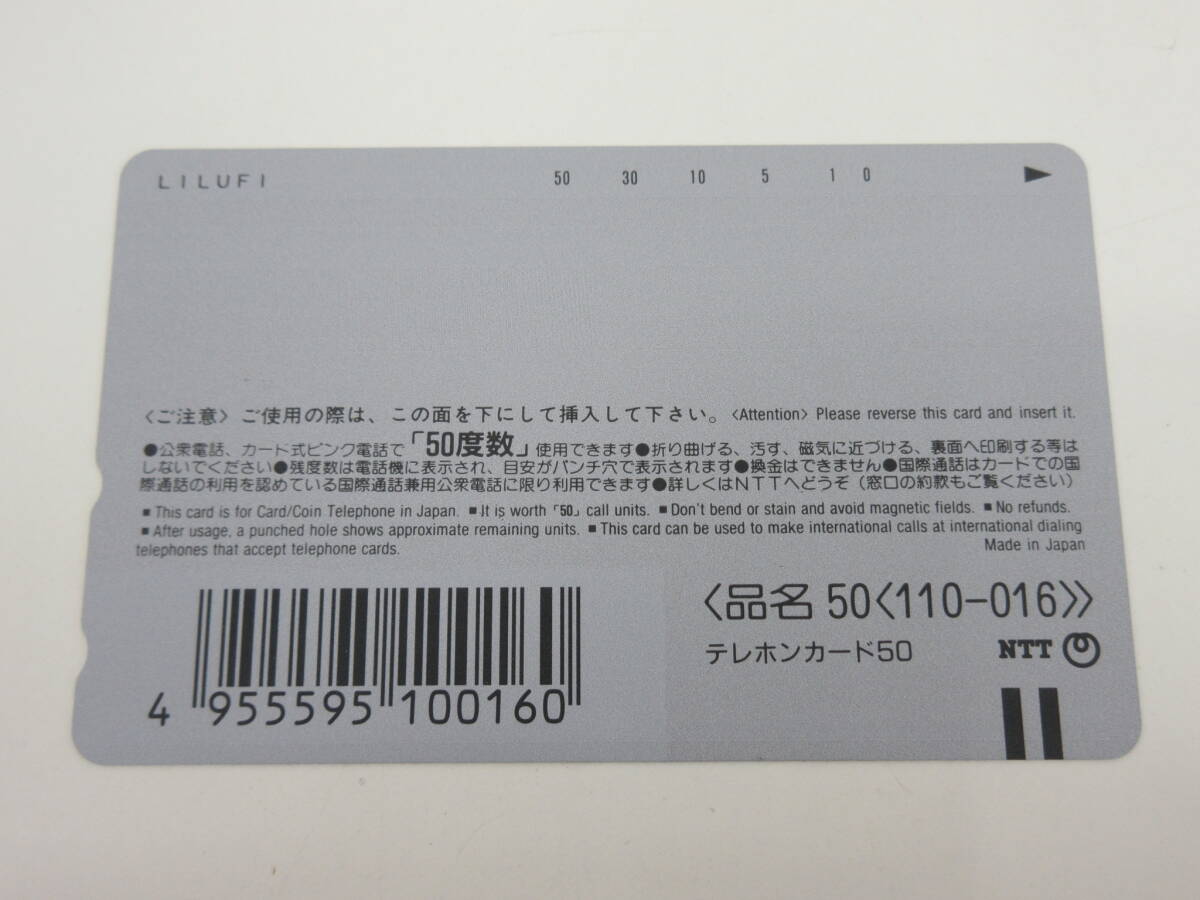 LILUFI 50 30 10 5 1 0 ▶
〈ご注意〉ご使用の際は、この面を下にして挿入して下さい。〈Attention〉 Please reverse this card and insert it.
●公衆電話、カード式ピンク電話で「50度数」使用できます●折り曲げる、汚す、磁気に近づける、裏面へ印刷する等は
しないでください●残度数は電話機に表示され、目安がパンチ穴で表示されます●換金はできません●国際通話はカードでの国
際通話の利用を認めている国際通話兼用公衆電話に限り利用できます●詳しくはNTTへどうぞ(窓口の約款もご覧ください)
■ This card is for Card/Coin Telephone in Japan. ■ It is worth「50」call units. ■ Don't bend or stain and avoid magnetic fields. ■ No refunds.
■ After usage, a punched hole shows approximate remaining units. ■ This card can be used to make international calls at international dialing
telephones that accept telephone cards. Made in Japan
〈品名 50〈110-016〉〉
テレホンカード50 NTT
4 955595 100160